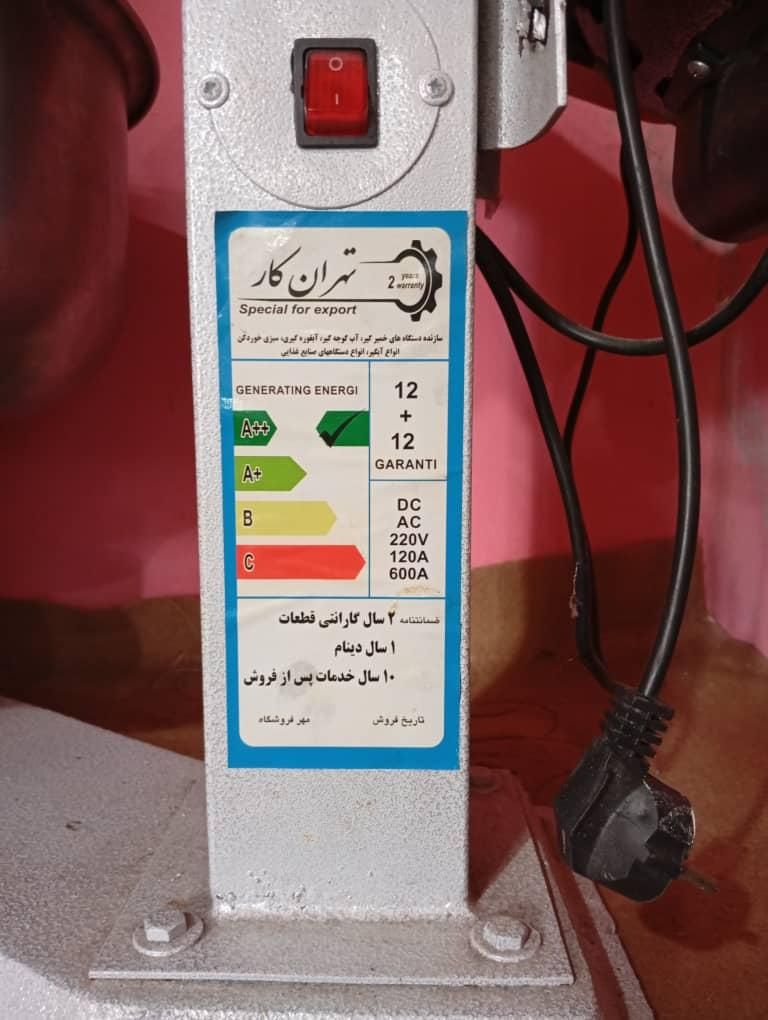 تهران کار
2 years warranty
Special for export
سازنده دستگاه های خمیر گیر، آب گوجه گیر، آبغوره گیری، سبزی خوردکن
انواع آبگیر، انواع دستگاههای صنایع غذایی
GENERATING ENERGI
A++
A+
B
C
12
+
12
GARANTI
DC
AC
220V
120A
600A
ضمانتنامه ۲ سال گارانتی قطعات
۱ سال دینام
۱۰ سال خدمات پس از فروش
تاریخ فروش مهر فروشگاه